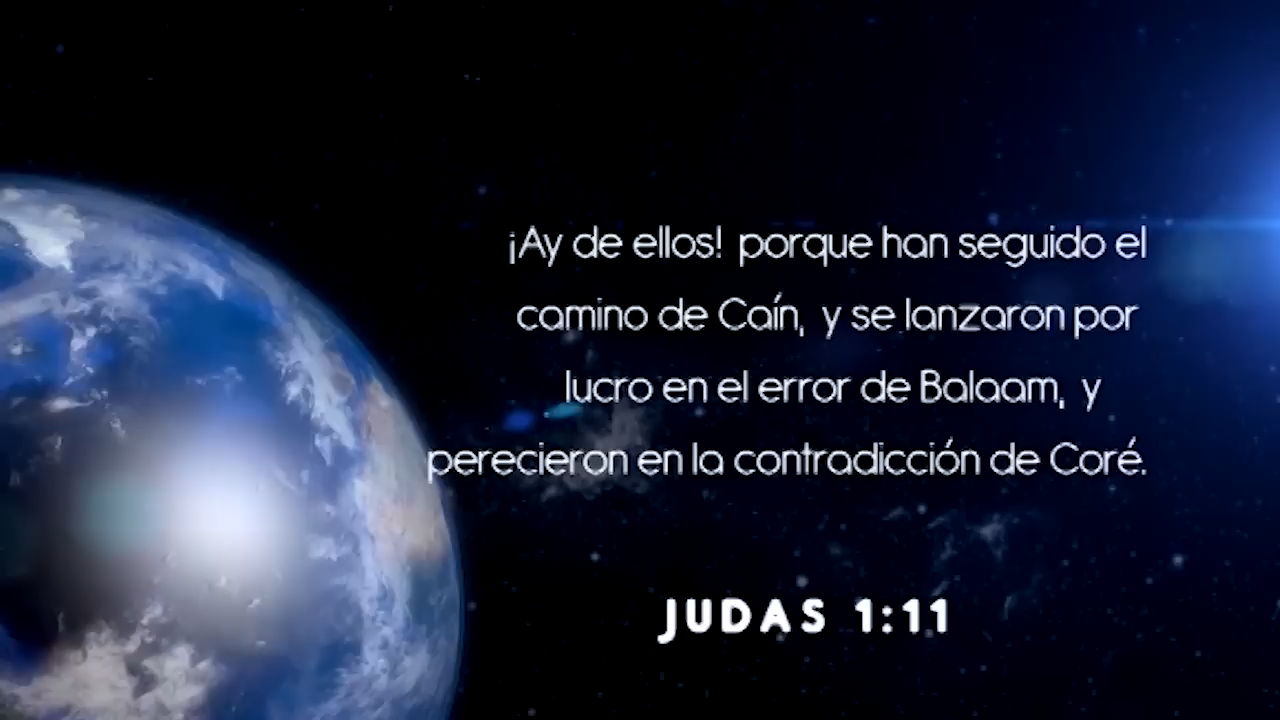 ¡Ay de ellos! porque han seguido el
camino de Caín, y se lanzaron por
lucro en el error de Balaam, y
perecieron en la contradicción de Coré.
JUDAS 1:11